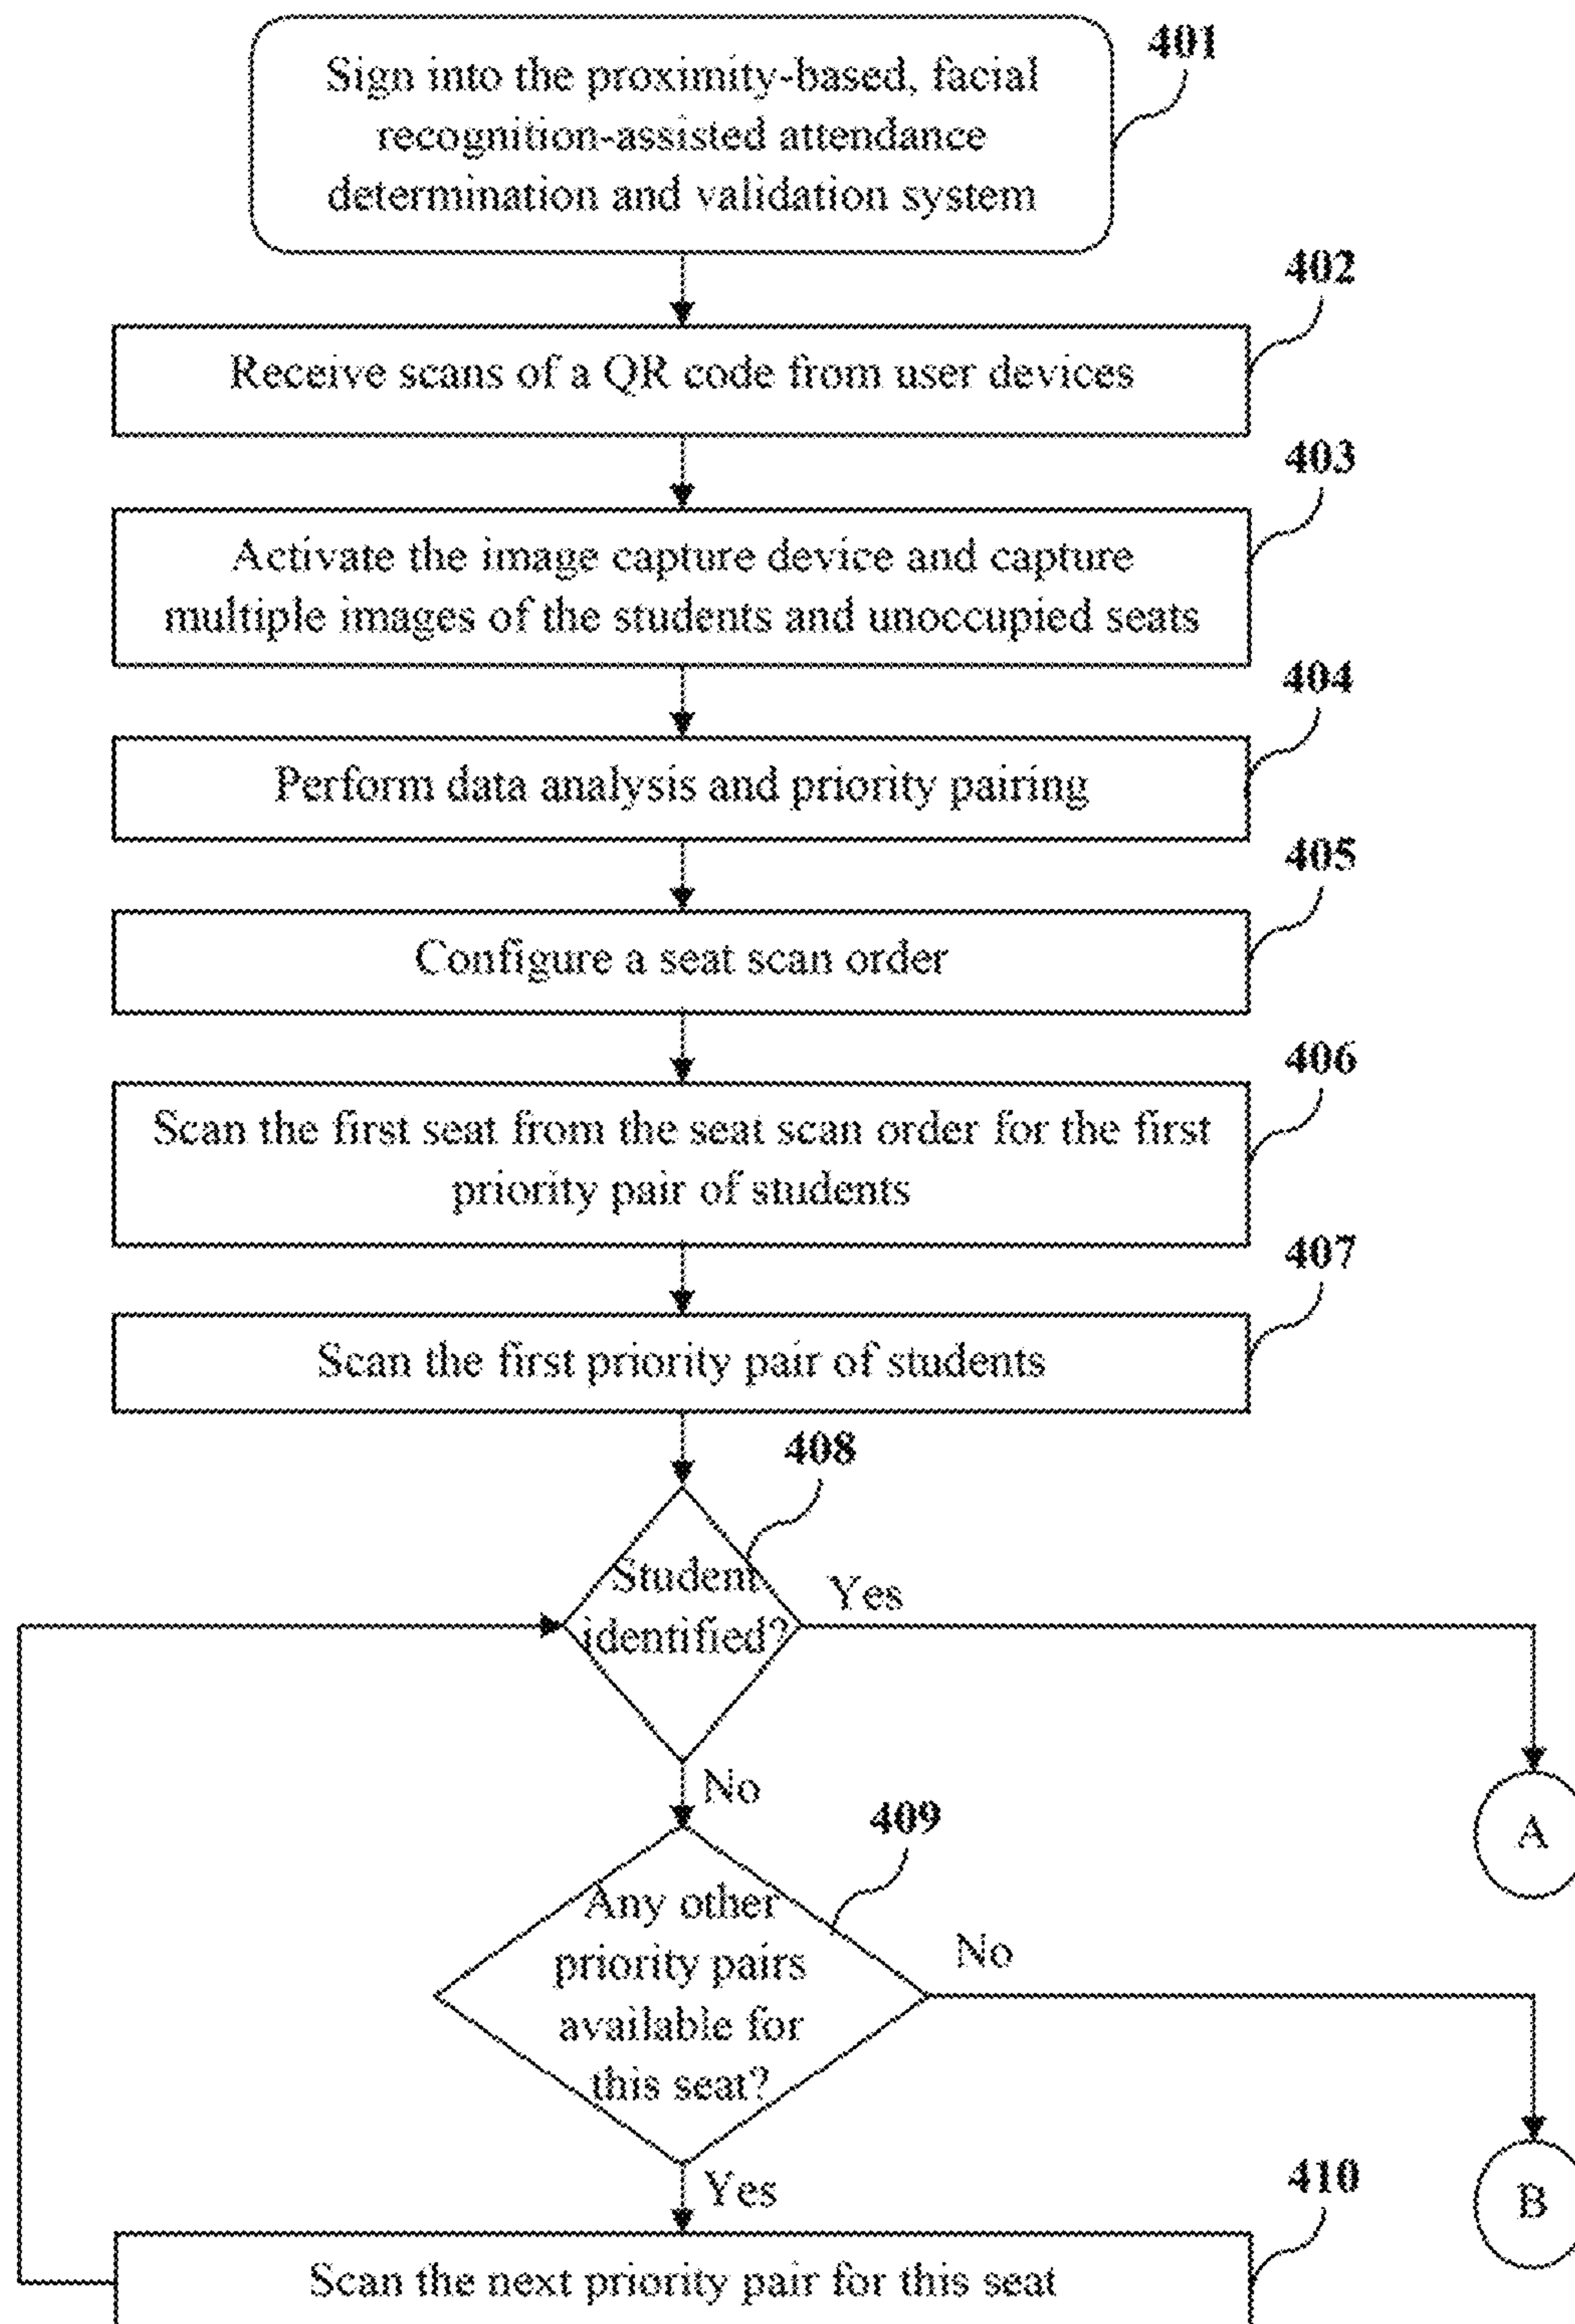 401
Sign into the proximity-based, facial
recognition-assisted attendance
determination and validation system
402
Receive scans of a QR code from user devices
403
Activate the image capture device and capture
multiple images of the students and unoccupied seats
404
Perform data analysis and priority pairing
405
Configure a seat scan order
406
Scan the first seat from the seat scan order for the first
priority pair of students
407
Scan the first priority pair of students
408
Student
identified?
Yes
No
A
409
Any other
priority pairs
available for
this seat?
No
Yes
B
410
Scan the next priority pair for this seat